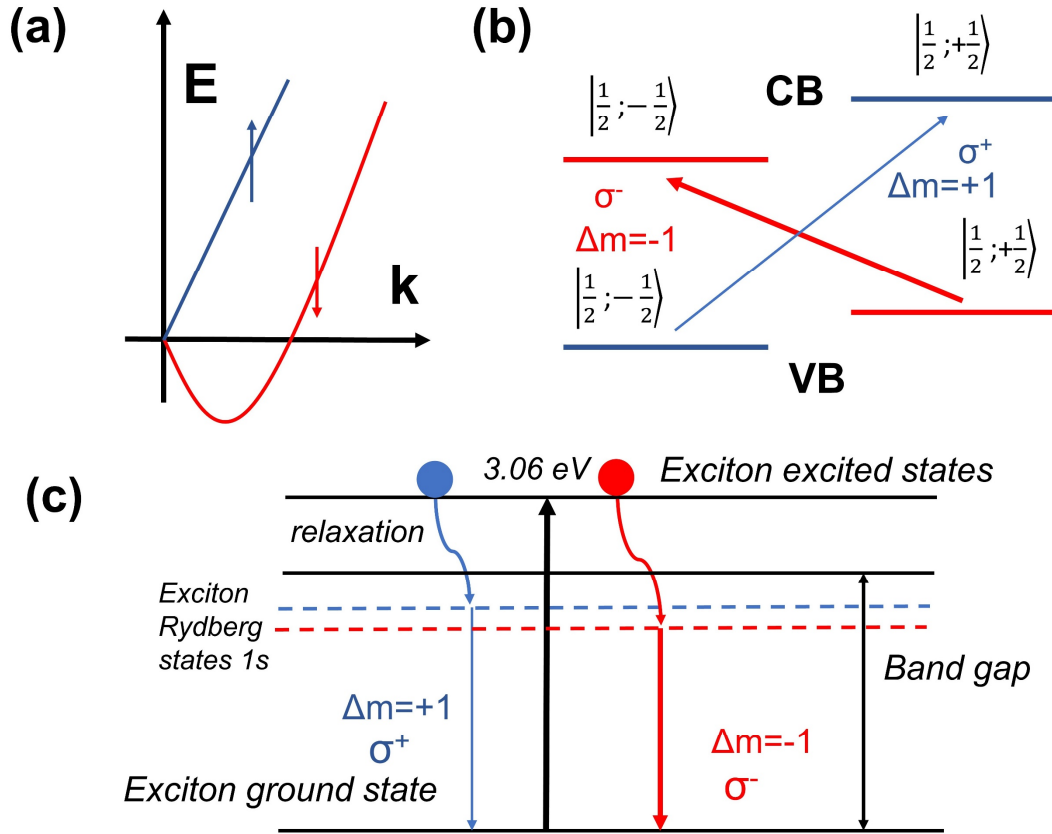 (a)
E
k
(b)
|1/2 ;+1/2⟩
|1/2 ;-1/2⟩
CB
σ+
Δm=+1
σ-
Δm=-1
|1/2 ;+1/2⟩
|1/2 ;-1/2⟩
VB
(c)
3.06 eV
Exciton excited states
relaxation
Exciton
Rydberg
states 1s
Band gap
Δm=+1
σ+
Δm=-1
σ-
Exciton ground state